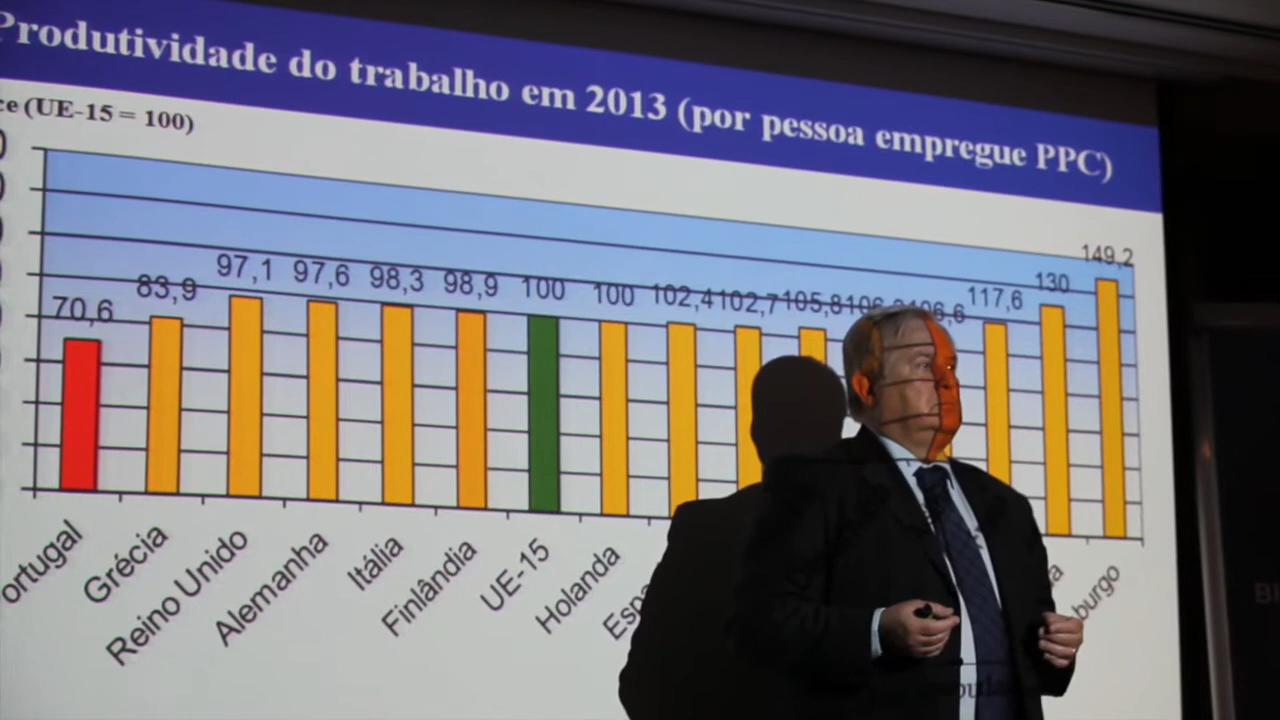 Produtividade do trabalho em 2013 (por pessoa empregue PPC)
ce (UE-15 = 100)
70,6
83,9
97,1
97,6
98,3
98,9
100
100
102,4
102,7
105,8
106,6
117,6
130
149,2
ortugal
Grécia
Reino Unido
Alemanha
Itália
Finlândia
UE-15
Holanda
Esp
a
burgo